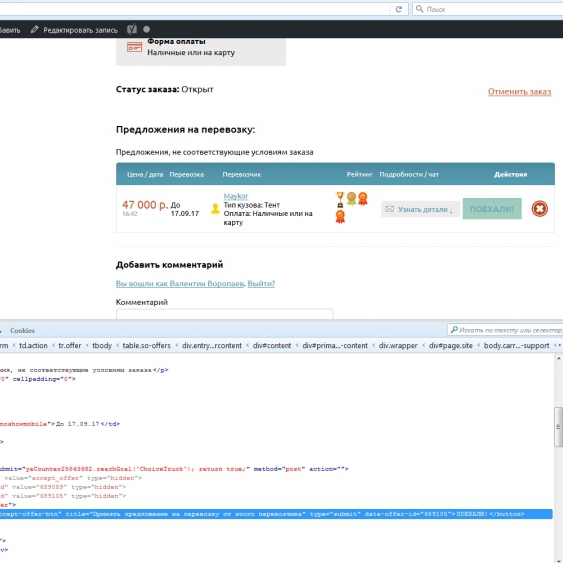 Поиск
бавить
Редактировать запись
Форма оплаты
Наличные или на карту
Статус заказа: Открыт
Отменить заказ
Предложения на перевозку:
Предложения, не соответствующие условиям заказа
Цена / дата Перевозка Перевозчик Рейтинг Подробности / чат Действия
47 000 р.
16:42
До
17.09.17
Maykor
Тип кузова: Тент
Оплата: Наличные или на
карту
Узнать детали ↓
ПОЕХАЛИ!
Добавить комментарий
Вы вошли как Валентин Воропаев. Выйти?
Комментарий
Cookies
Искать по тексту или селектору
rm < td.action < tr.offer < tbody < table.so-offers < div.entry...rcontent < div#content < div#prima...-content < div.wrapper < div#page.site < body.carr...-support <
ния, не соответствующие условиям заказа</p>
"0" cellpadding="0">
noshowmobile">До 17.09.17</td>
>
submit="yaCounter25843682.reachGoal('ChoiceTruck'); return true;" method="post" action="">
value="accept_offer" type="hidden">
d" value="689089" type="hidden">
d" value="689105" type="hidden">
er">
ccept-offer-btn" title="Принять предложение на перевозку от этого перевозчика" type="submit" data-offer-id="689105">ПОЕХАЛИ!</button>
">
>
v>